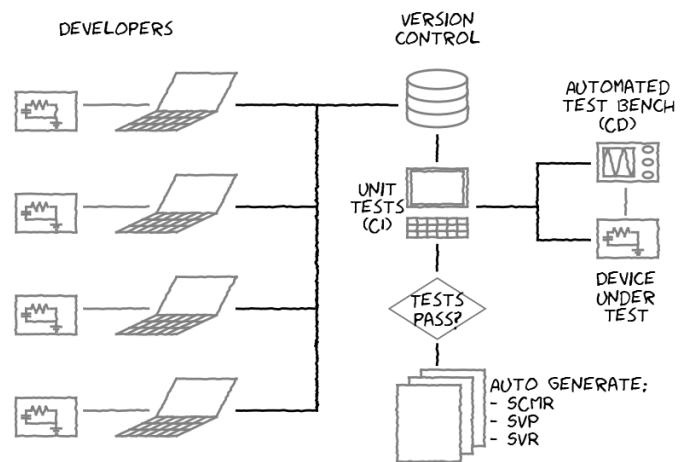 DEVELOPERS
VERSION
CONTROL
AUTOMATED
TEST BENCH
(CD)
UNIT
TESTS
(CI)
DEVICE
UNDER
TEST
TESTS
PASS?
AUTO GENERATE:
- SCMR
- SVP
- SVR